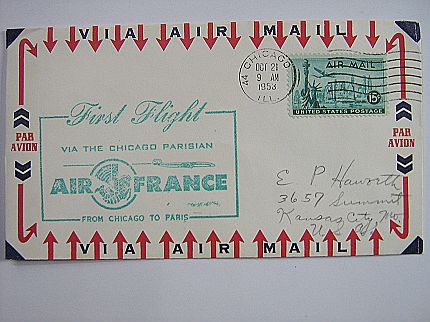 VIA AIR MAIL
CHICAGO
A4
OCT 21
9 AM
1953
ILL.
AIR MAIL
15¢
UNITED STATES POSTAGE
First Flight
VIA THE CHICAGO PARISIAN
AIR FRANCE
FROM CHICAGO TO PARIS
PAR
AVION
PAR
AVION
E P Haworth
3657 Summit
Kansas City, Mo
U. S. A.
VIA AIR MAIL